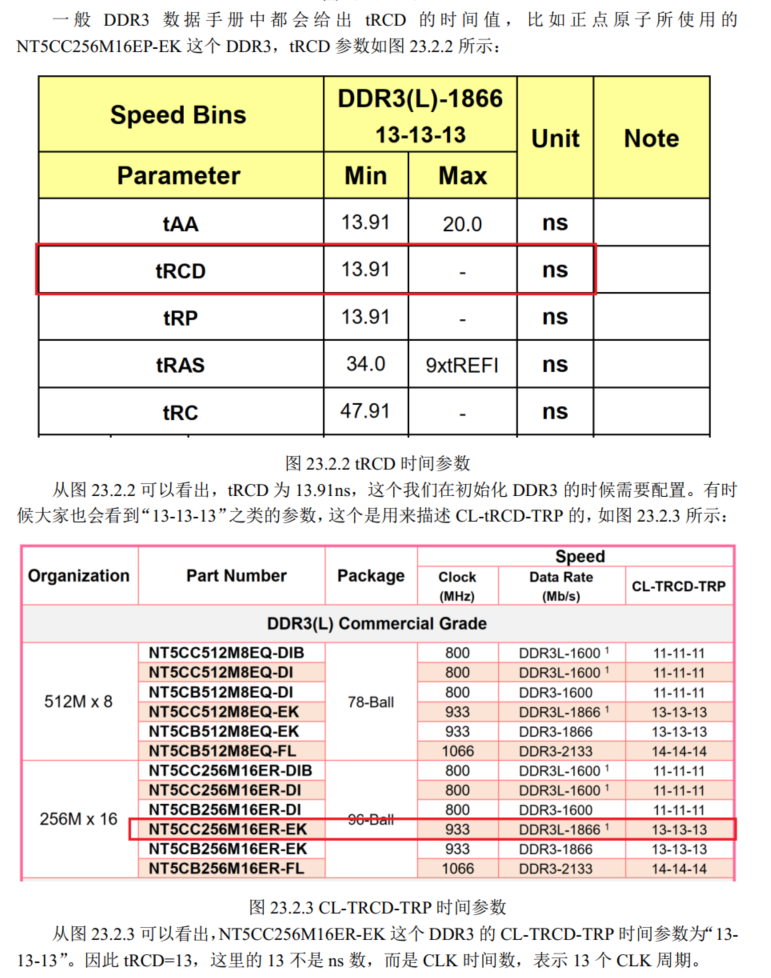 一般 DDR3 数据手册中都会给出 tRCD 的时间值，比如正点原子所使用的
NT5CC256M16EP-EK 这个 DDR3，tRCD 参数如图 23.2.2 所示：
Speed Bins DDR3(L)-1866 13-13-13 Unit Note
Parameter Min Max
tAA 13.91 20.0 ns
tRCD 13.91 - ns
tRP 13.91 - ns
tRAS 34.0 9xtREFI ns
tRC 47.91 - ns
图 23.2.2 tRCD 时间参数
从图 23.2.2 可以看出，tRCD 为 13.91ns，这个我们在初始化 DDR3 的时候需要配置。有时
候大家也会看到“13-13-13”之类的参数，这个是用来描述 CL-tRCD-TRP 的，如图 23.2.3 所示：
Organization Part Number Package Speed
Clock (MHz) Data Rate (Mb/s) CL-TRCD-TRP
DDR3(L) Commercial Grade
512M x 8 78-Ball
NT5CC512M8EQ-DIB 800 DDR3L-1600 1 11-11-11
NT5CC512M8EQ-DI 800 DDR3L-1600 1 11-11-11
NT5CB512M8EQ-DI 800 DDR3-1600 11-11-11
NT5CC512M8EQ-EK 933 DDR3L-1866 1 13-13-13
NT5CB512M8EQ-EK 933 DDR3-1866 13-13-13
NT5CB512M8EQ-FL 1066 DDR3-2133 14-14-14
256M x 16 96-Ball
NT5CC256M16ER-DIB 800 DDR3L-1600 1 11-11-11
NT5CC256M16ER-DI 800 DDR3L-1600 1 11-11-11
NT5CB256M16ER-DI 800 DDR3-1600 11-11-11
NT5CC256M16ER-EK 933 DDR3L-1866 1 13-13-13
NT5CB256M16ER-EK 933 DDR3-1866 13-13-13
NT5CB256M16ER-FL 1066 DDR3-2133 14-14-14
图 23.2.3 CL-TRCD-TRP 时间参数
从图 23.2.3 可以看出，NT5CC256M16ER-EK 这个 DDR3 的 CL-TRCD-TRP 时间参数为“13-
13-13”。因此 tRCD=13，这里的 13 不是 ns 数，而是 CLK 时间数，表示 13 个 CLK 周期。